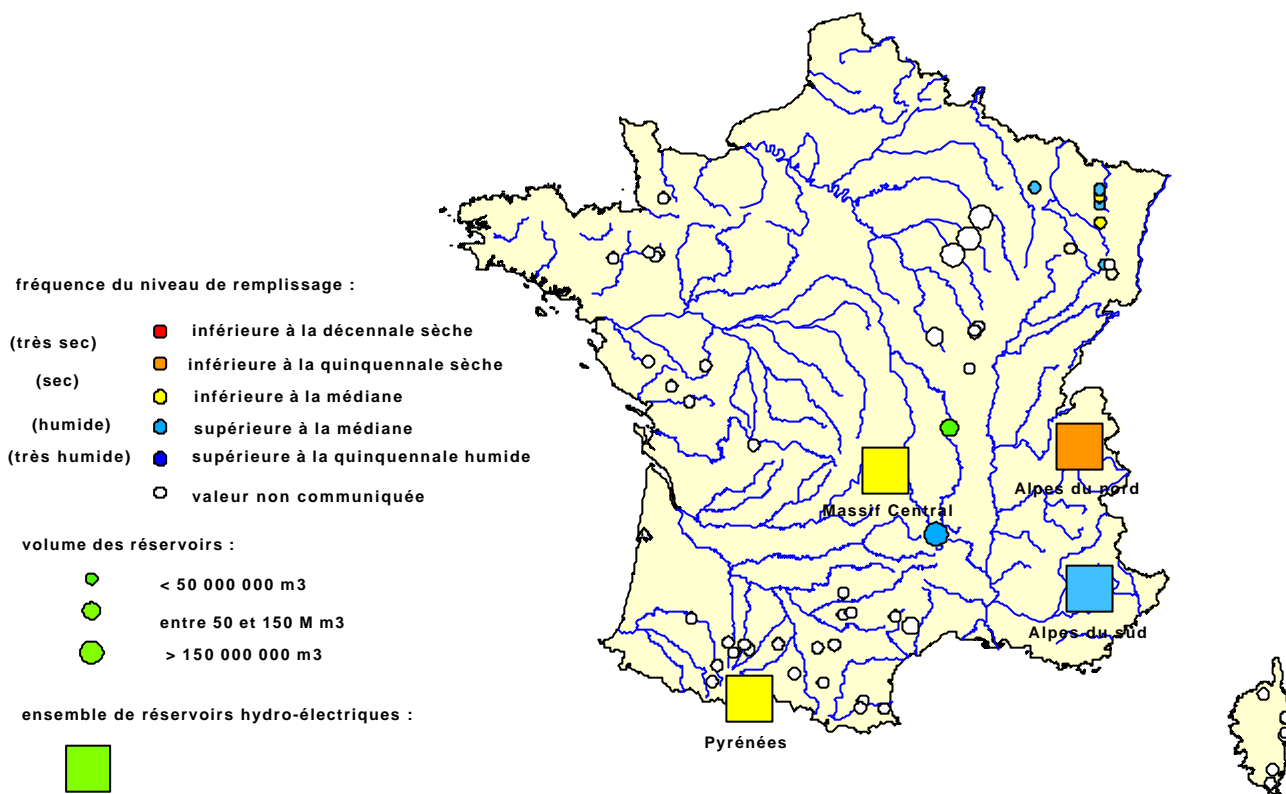 fréquence du niveau de remplissage :
inférieure à la décennale sèche
(très sec)
inférieure à la quinquennale sèche
(sec)
inférieure à la médiane
(humide)
supérieure à la médiane
(très humide)
supérieure à la quinquennale humide
valeur non communiquée
volume des réservoirs :
< 50 000 000 m3
entre 50 et 150 M m3
> 150 000 000 m3
ensemble de réservoirs hydro-électriques :
Alpes du nord
Massif Central
Alpes du sud
Pyrénées